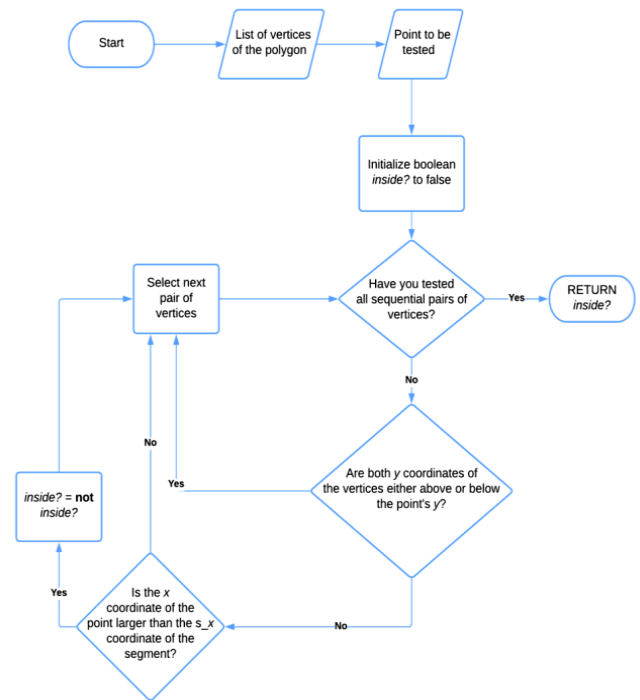 Start
List of vertices
of the polygon
Point to be
tested
Initialize boolean
inside? to false
Select next
pair of
vertices
Have you tested
all sequential pairs of
vertices?
Yes
RETURN
inside?
No
No
Are both y coordinates of
the vertices either above or below
the point's y?
Yes
inside? = not
inside?
Yes
Is the x
coordinate of the
point larger than the s_x
coordinate of the
segment?
No